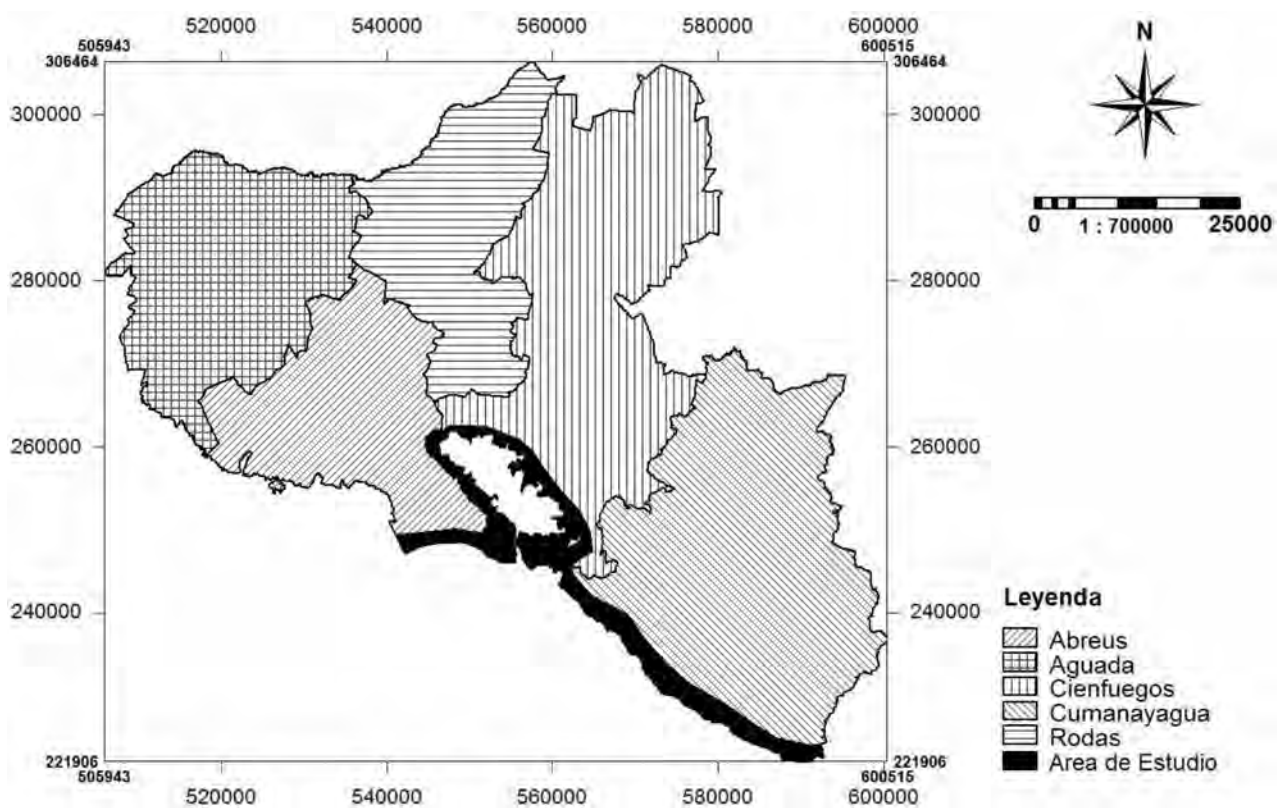 520000 540000 560000 580000 600000
505943 600515
306464 306464
N
300000 300000
0 1 : 700000 25000
280000 280000
260000 260000
240000 240000
Leyenda
Abreus
Aguada
Cienfuegos
Cumanayagua
Rodas
Area de Estudio
221906 221906
505943 600515
520000 540000 560000 580000 600000